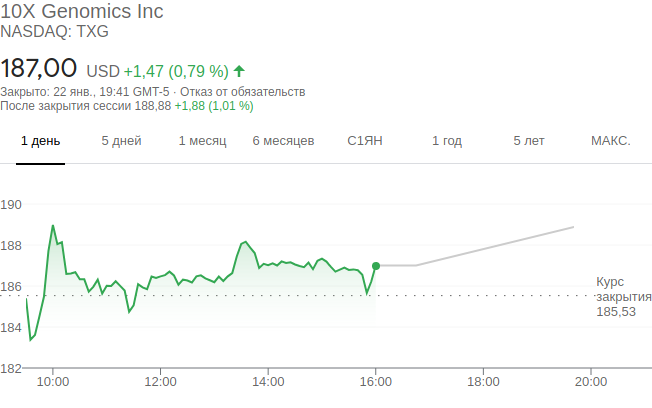 10X Genomics Inc
NASDAQ: TXG
187,00 USD +1,47 (0,79 %)
Закрыто: 22 янв., 19:41 GMT-5 · Отказ от обязательств
После закрытия сессии 188,88 +1,88 (1,01 %)
1 день 5 дней 1 месяц 6 месяцев С1ЯН 1 год 5 лет МАКС.
190
188
186
184
182
Курс
закрытия
185,53
10:00 12:00 14:00 16:00 18:00 20:00